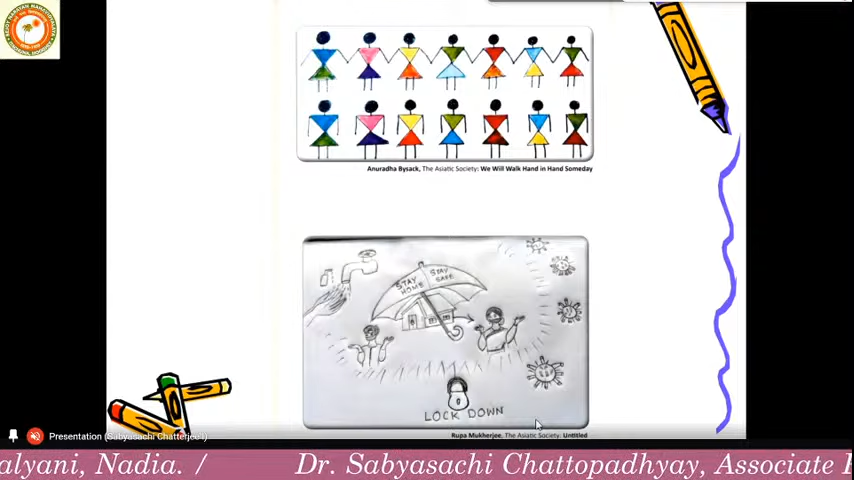 Anuradha Bysack, The Asiatic Society: We Will Walk Hand in Hand Someday
STAY HOME
STAY SAFE
LOCK DOWN
Rupa Mukherjee, The Asiatic Society: Untitled
Presentation (Sabyasachi Chatterjee I)
alyani, Nadia. / Dr. Sabyasachi Chattopadhyay, Associate